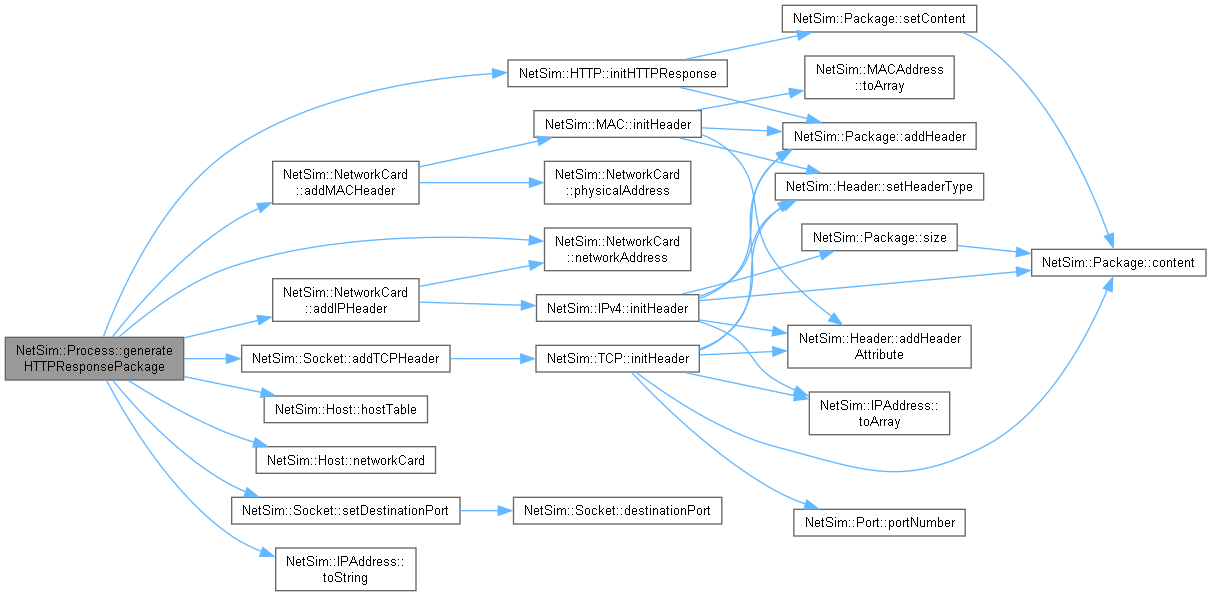 NetSim::Process::generate
HTTPResponsePackage
NetSim::HTTP::initHTTPResponse
NetSim::Package::setContent
NetSim::MACAddress
::toArray
NetSim::MAC::initHeader
NetSim::Package::addHeader
NetSim::NetworkCard
::addMACHeader
NetSim::NetworkCard
::physicalAddress
NetSim::Header::setHeaderType
NetSim::NetworkCard
::networkAddress
NetSim::Package::size
NetSim::Package::content
NetSim::NetworkCard
::addIPHeader
NetSim::IPv4::initHeader
NetSim::Header::addHeader
Attribute
NetSim::Socket::addTCPHeader
NetSim::TCP::initHeader
NetSim::IPAddress::
toArray
NetSim::Host::hostTable
NetSim::Host::networkCard
NetSim::Socket::setDestinationPort
NetSim::Socket::destinationPort
NetSim::Port::portNumber
NetSim::IPAddress::
toString